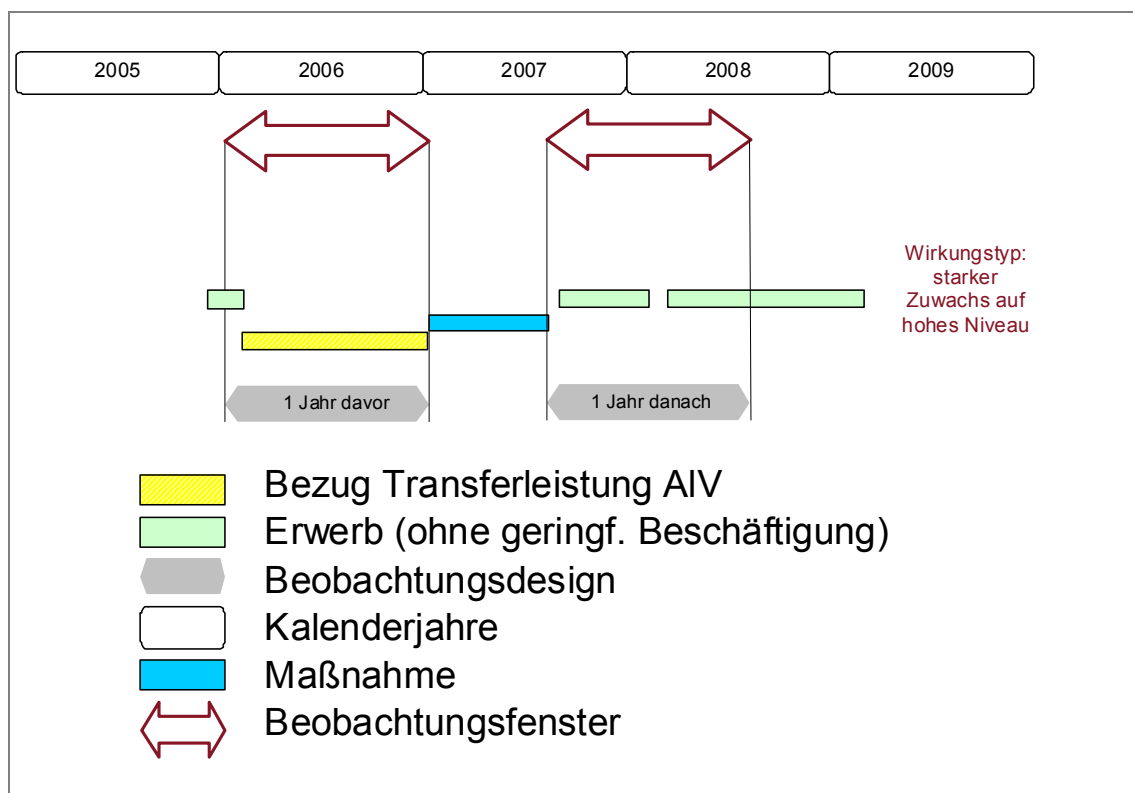 2005 2006 2007 2008 2009
Wirkungstyp:
starker
Zuwachs auf
hohes Niveau
1 Jahr davor 1 Jahr danach
Bezug Transferleistung AlV
Erwerb (ohne geringf. Beschäftigung)
Beobachtungsdesign
Kalenderjahre
Maßnahme
Beobachtungsfenster